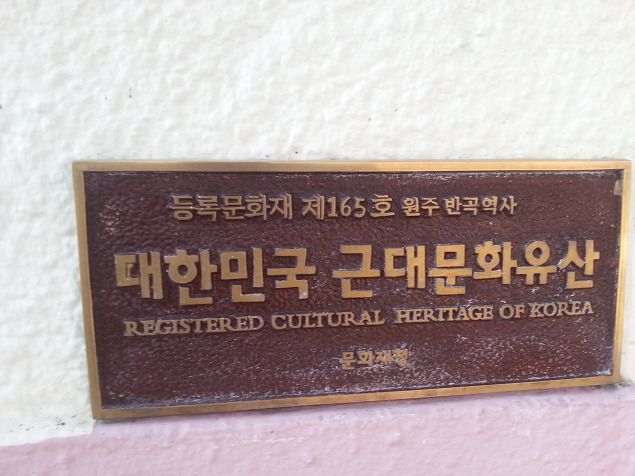 등록문화재 제165호 원주 반곡역사
대한민국 근대문화유산
REGISTERED CULTURAL HERITAGE OF KOREA
문화재청